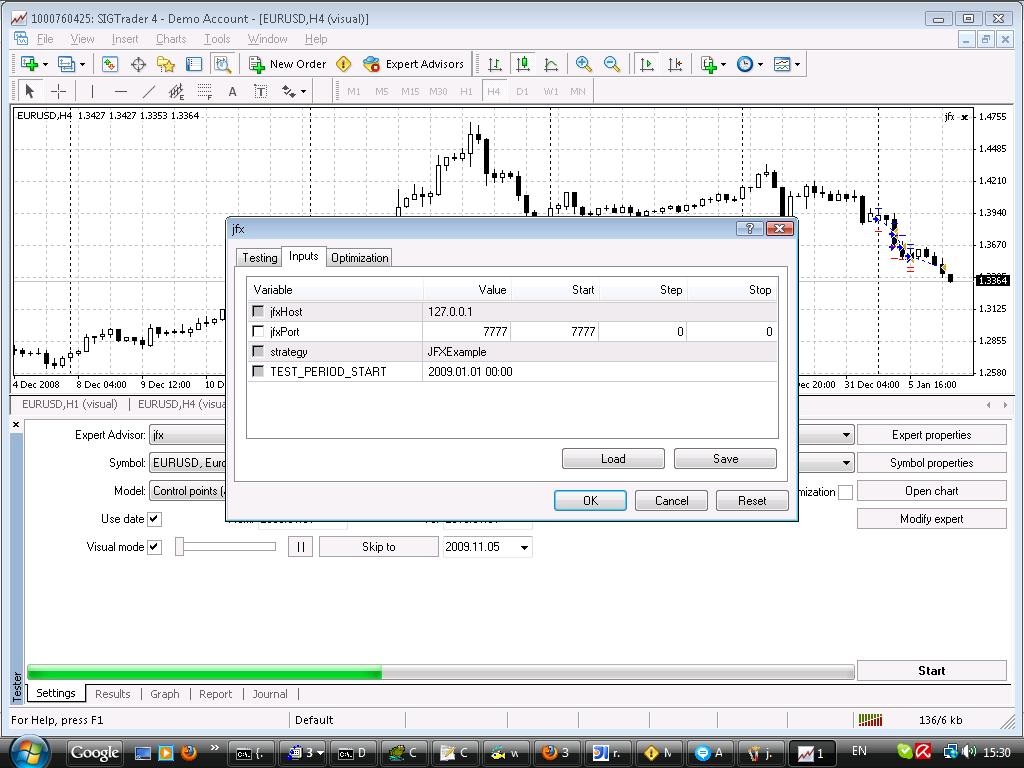 1000760425: SIGTrader 4 - Demo Account - [EURUSD,H4 (visual)]
File View Insert Charts Tools Window Help
New Order Expert Advisors
A T M1 M5 M15 M30 H1 H4 D1 W1 MN
EURUSD,H4 1.3427 1.3427 1.3353 1.3364
jfx
1.4755
1.4485
1.4210
1.3940
1.3670
1.3364
1.3125
1.2855
1.2580
4 Dec 2008 8 Dec 04:00 9 Dec 12:00 10 D
ec 20:00 31 Dec 04:00 5 Jan 16:00
EURUSD,H1 (visual) EURUSD,H4 (visua
jfx
Testing Inputs Optimization
Variable Value Start Step Stop
jfxHost 127.0.0.1
jfxPort 7777 7777 0 0
strategy JFXExample
TEST_PERIOD_START 2009.01.01 00:00
Load Save
OK Cancel Reset
Expert Advisor: jfx Expert properties
Symbol: EURUSD, Euro Symbol properties
Model: Control points ( mization Open chart
Use date Modify expert
Visual mode Skip to 2009.11.05
Start
Tester
Settings Results Graph Report Journal
For Help, press F1 Default 136/6 kb
Google » {. 3 D C C w 3 r. M A j. 1 EN 15:30